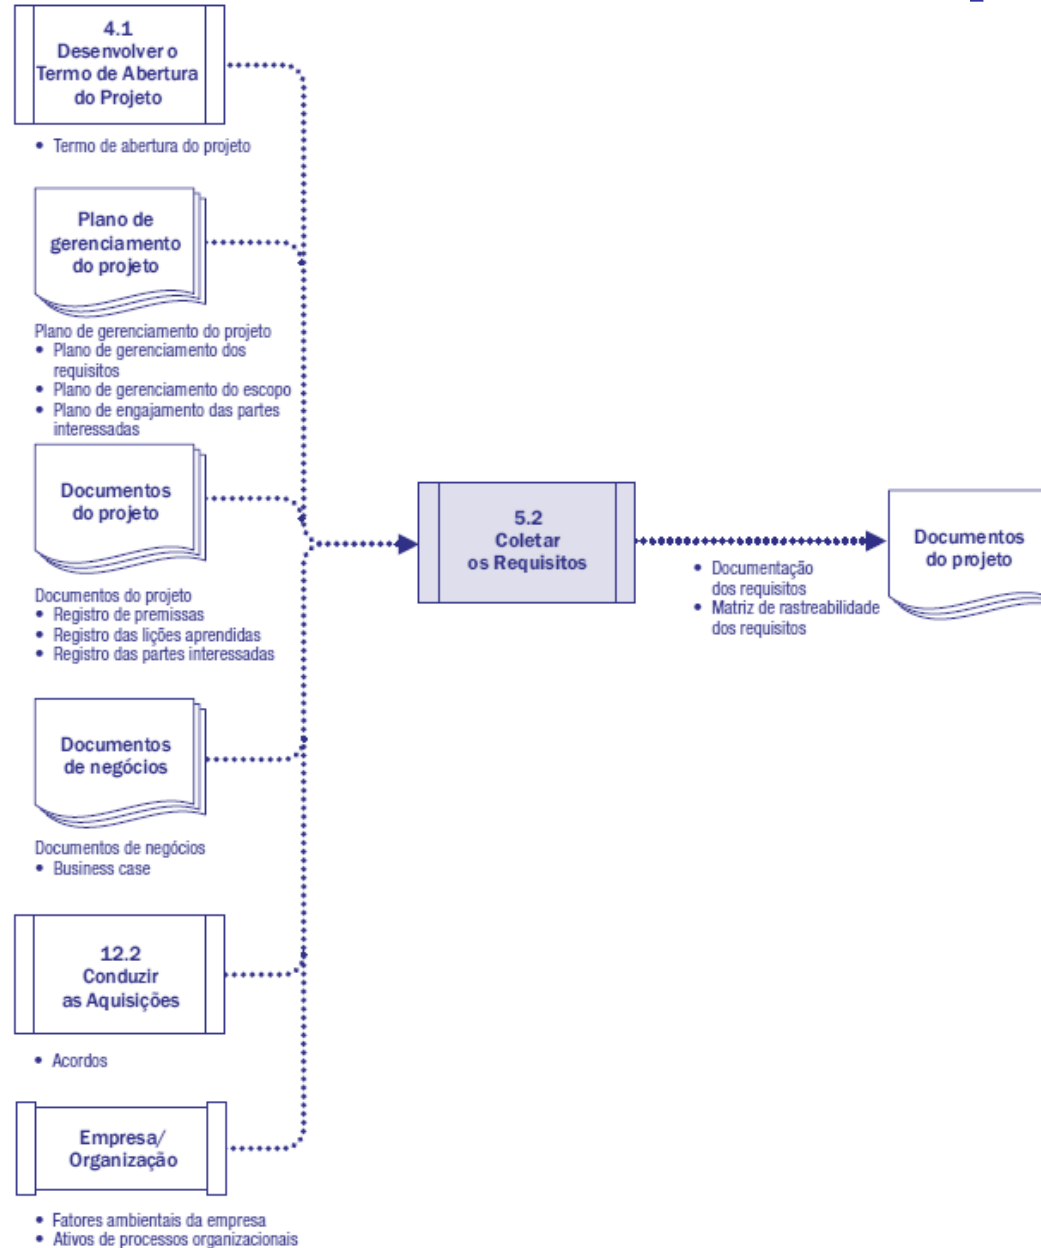 4.1
Desenvolver o
Termo de Abertura
do Projeto
• Termo de abertura do projeto
Plano de
gerenciamento
do projeto
Plano de gerenciamento do projeto
• Plano de gerenciamento dos
requisitos
• Plano de gerenciamento do escopo
• Plano de engajamento das partes
interessadas
Documentos
do projeto
Documentos do projeto
• Registro de premissas
• Registro das lições aprendidas
• Registro das partes interessadas
Documentos
de negócios
Documentos de negócios
• Business case
12.2
Conduzir
as Aquisições
• Acordos
Empresa/
Organização
• Fatores ambientais da empresa
• Ativos de processos organizacionais
5.2
Coletar
os Requisitos
• Documentação
dos requisitos
• Matriz de rastreabilidade
dos requisitos
Documentos
do projeto